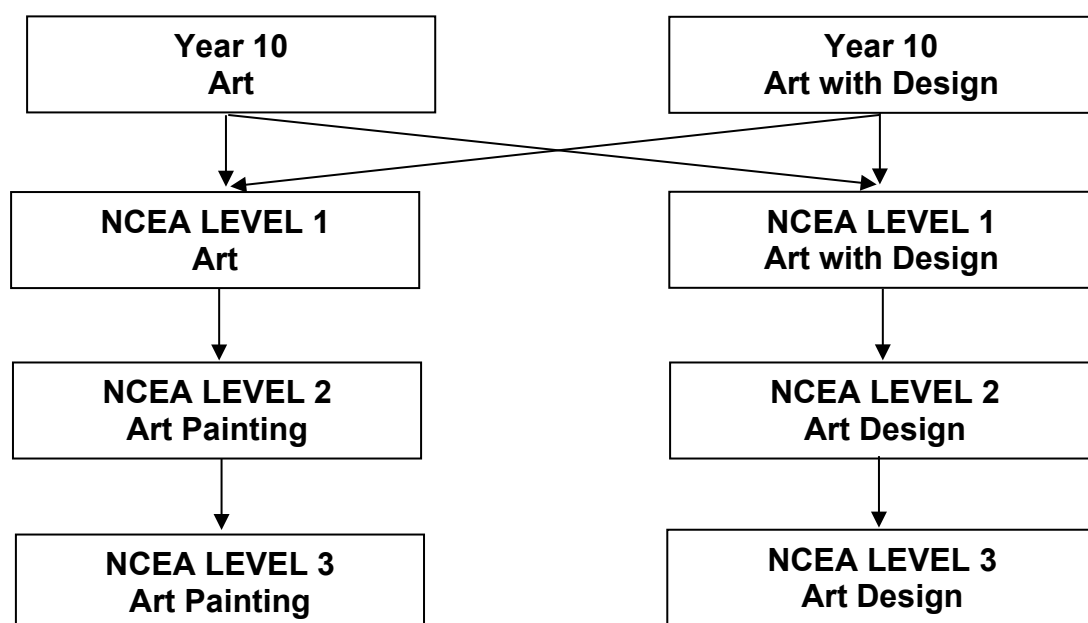 Year 10
Art
Year 10
Art with Design
NCEA LEVEL 1
Art
NCEA LEVEL 1
Art with Design
NCEA LEVEL 2
Art Painting
NCEA LEVEL 2
Art Design
NCEA LEVEL 3
Art Painting
NCEA LEVEL 3
Art Design